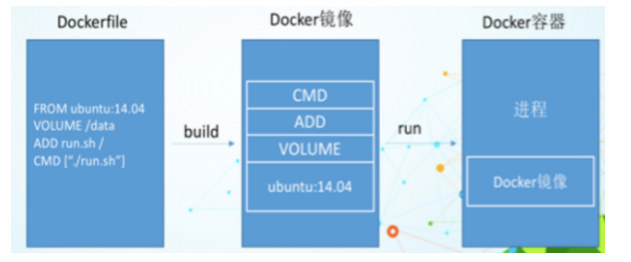 Dockerfile
FROM ubuntu:14.04
VOLUME /data
ADD run.sh /
CMD [“./run.sh”]
build
Docker镜像
CMD
ADD
VOLUME
ubuntu:14.04
run
Docker容器
进程
Docker镜像